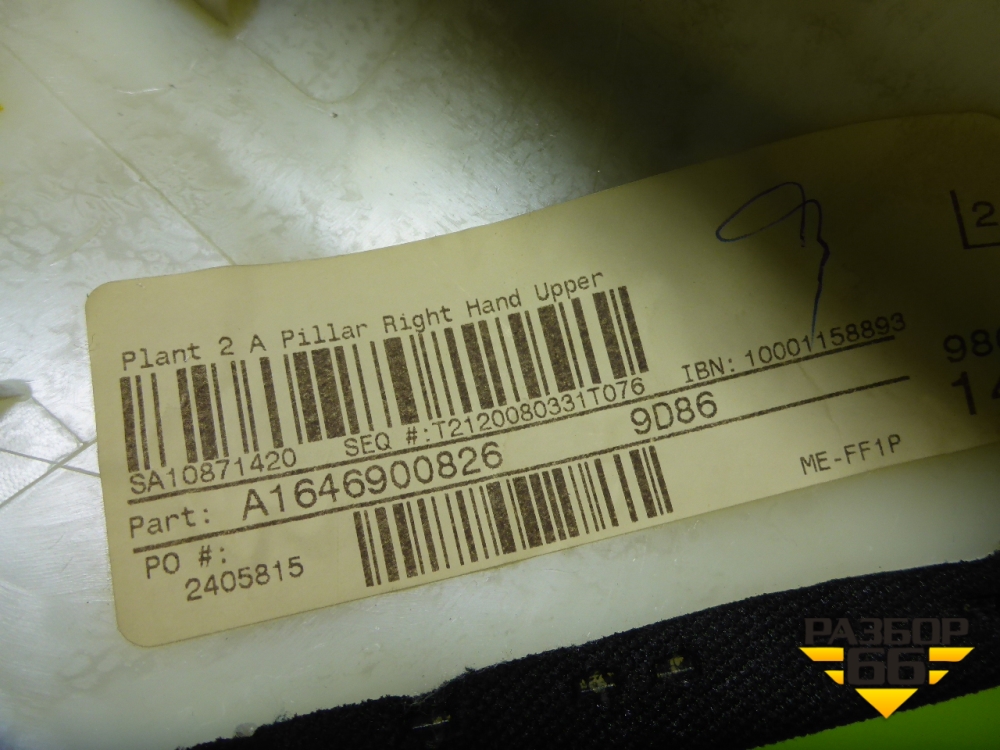 Plant 2 A Pillar Right Hand Upper
SA10871420 SEQ #:T2120080331T076 IBN: 10001158893
Part: A1646900826 9D86
PO #: ME-FF1P
2405815
РАЗБОР
66